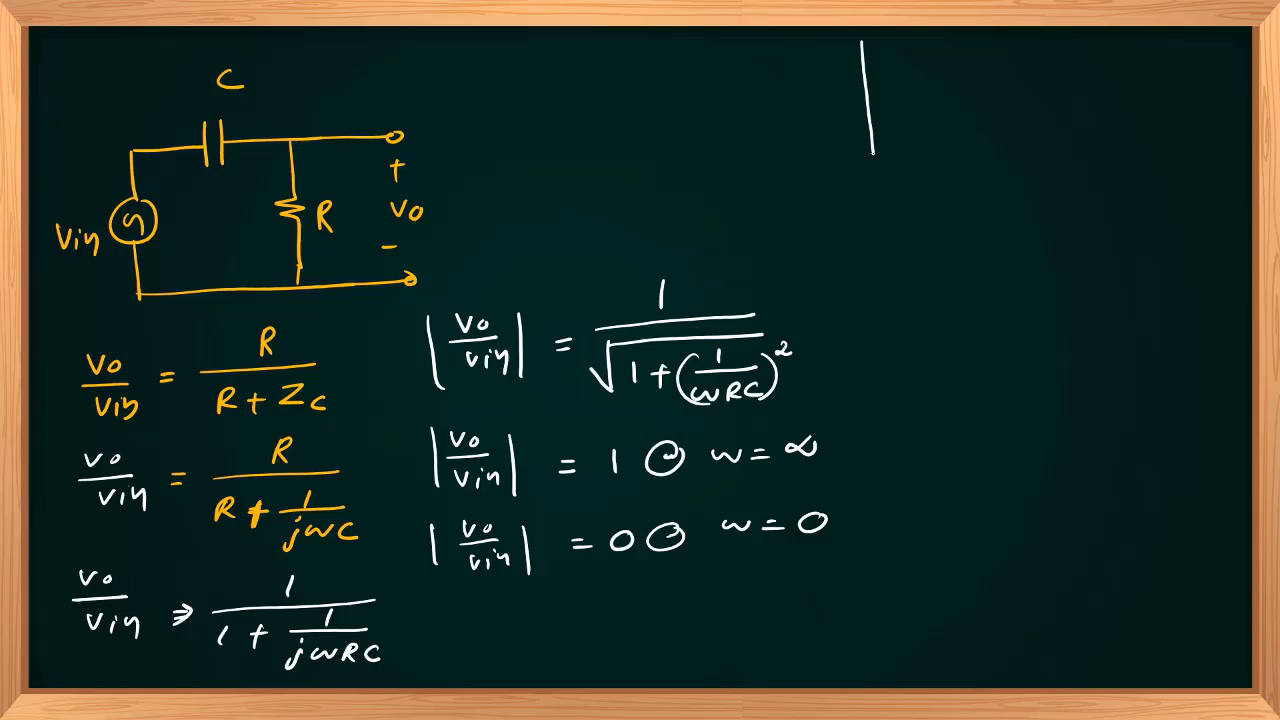 C
Vin
R
+
Vo
-
Vo/Vin = R/(R + Zc)
Vo/Vin = R/(R + 1/(jωC))
Vo/Vin ⇒ 1/(1 + 1/(jωRC))
|Vo/Vin| = 1/√(1 + (1/(ωRC))²)
|Vo/Vin| = 1 @ ω = ∞
|Vo/Vin| = 0 @ ω = 0